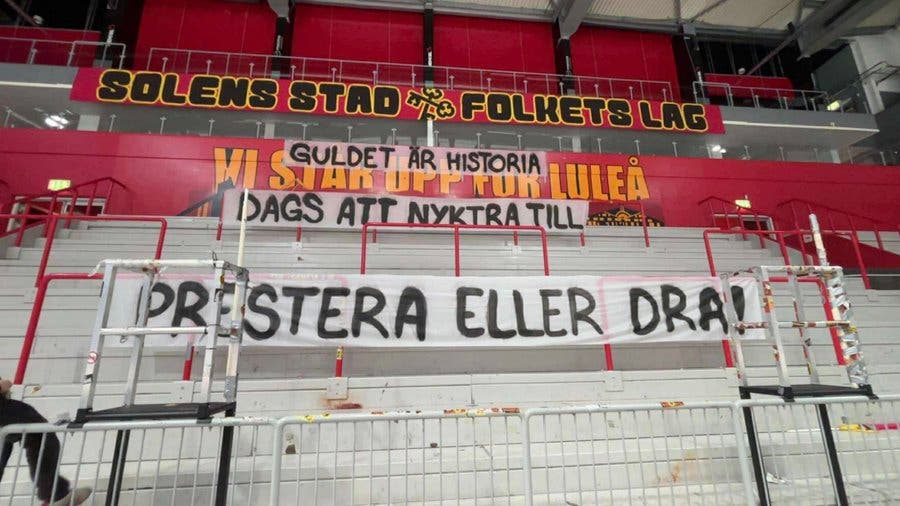 SOLENS STAD FOLKETS LAG
VI STÅR UPP FÖR LULEÅ
GULDET ÄR HISTORIA
DAGS ATT NYKTRA TILL
PRESTERA ELLER DRA!